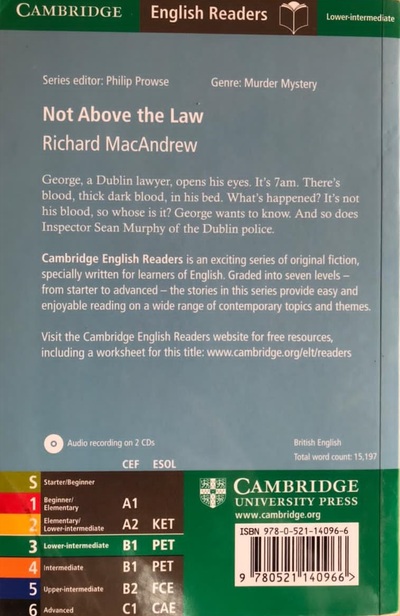 CAMBRIDGE English Readers Lower-intermediate
Series editor: Philip Prowse Genre: Murder Mystery
Not Above the Law
Richard MacAndrew
George, a Dublin lawyer, opens his eyes. It's 7am. There's
blood, thick dark blood, in his bed. What's happened? It's not
his blood, so whose is it? George wants to know. And so does
Inspector Sean Murphy of the Dublin police.
Cambridge English Readers is an exciting series of original fiction,
specially written for learners of English. Graded into seven levels –
from starter to advanced – the stories in this series provide easy and
enjoyable reading on a wide range of contemporary topics and themes.
Visit the Cambridge English Readers website for free resources,
including a worksheet for this title: www.cambridge.org/elt/readers
Audio recording on 2 CDs
British English
Total word count: 15,197
CEF ESOL
S Starter/Beginner
1 Beginner/
Elementary A1
2 Elementary/
Lower-intermediate A2 KET
3 Lower-intermediate B1 PET
4 Intermediate B1 PET
5 Upper-intermediate B2 FCE
6 Advanced C1 CAE
CAMBRIDGE
UNIVERSITY PRESS
www.cambridge.org
ISBN 978-0-521-14096-6
9 780521 140966 >